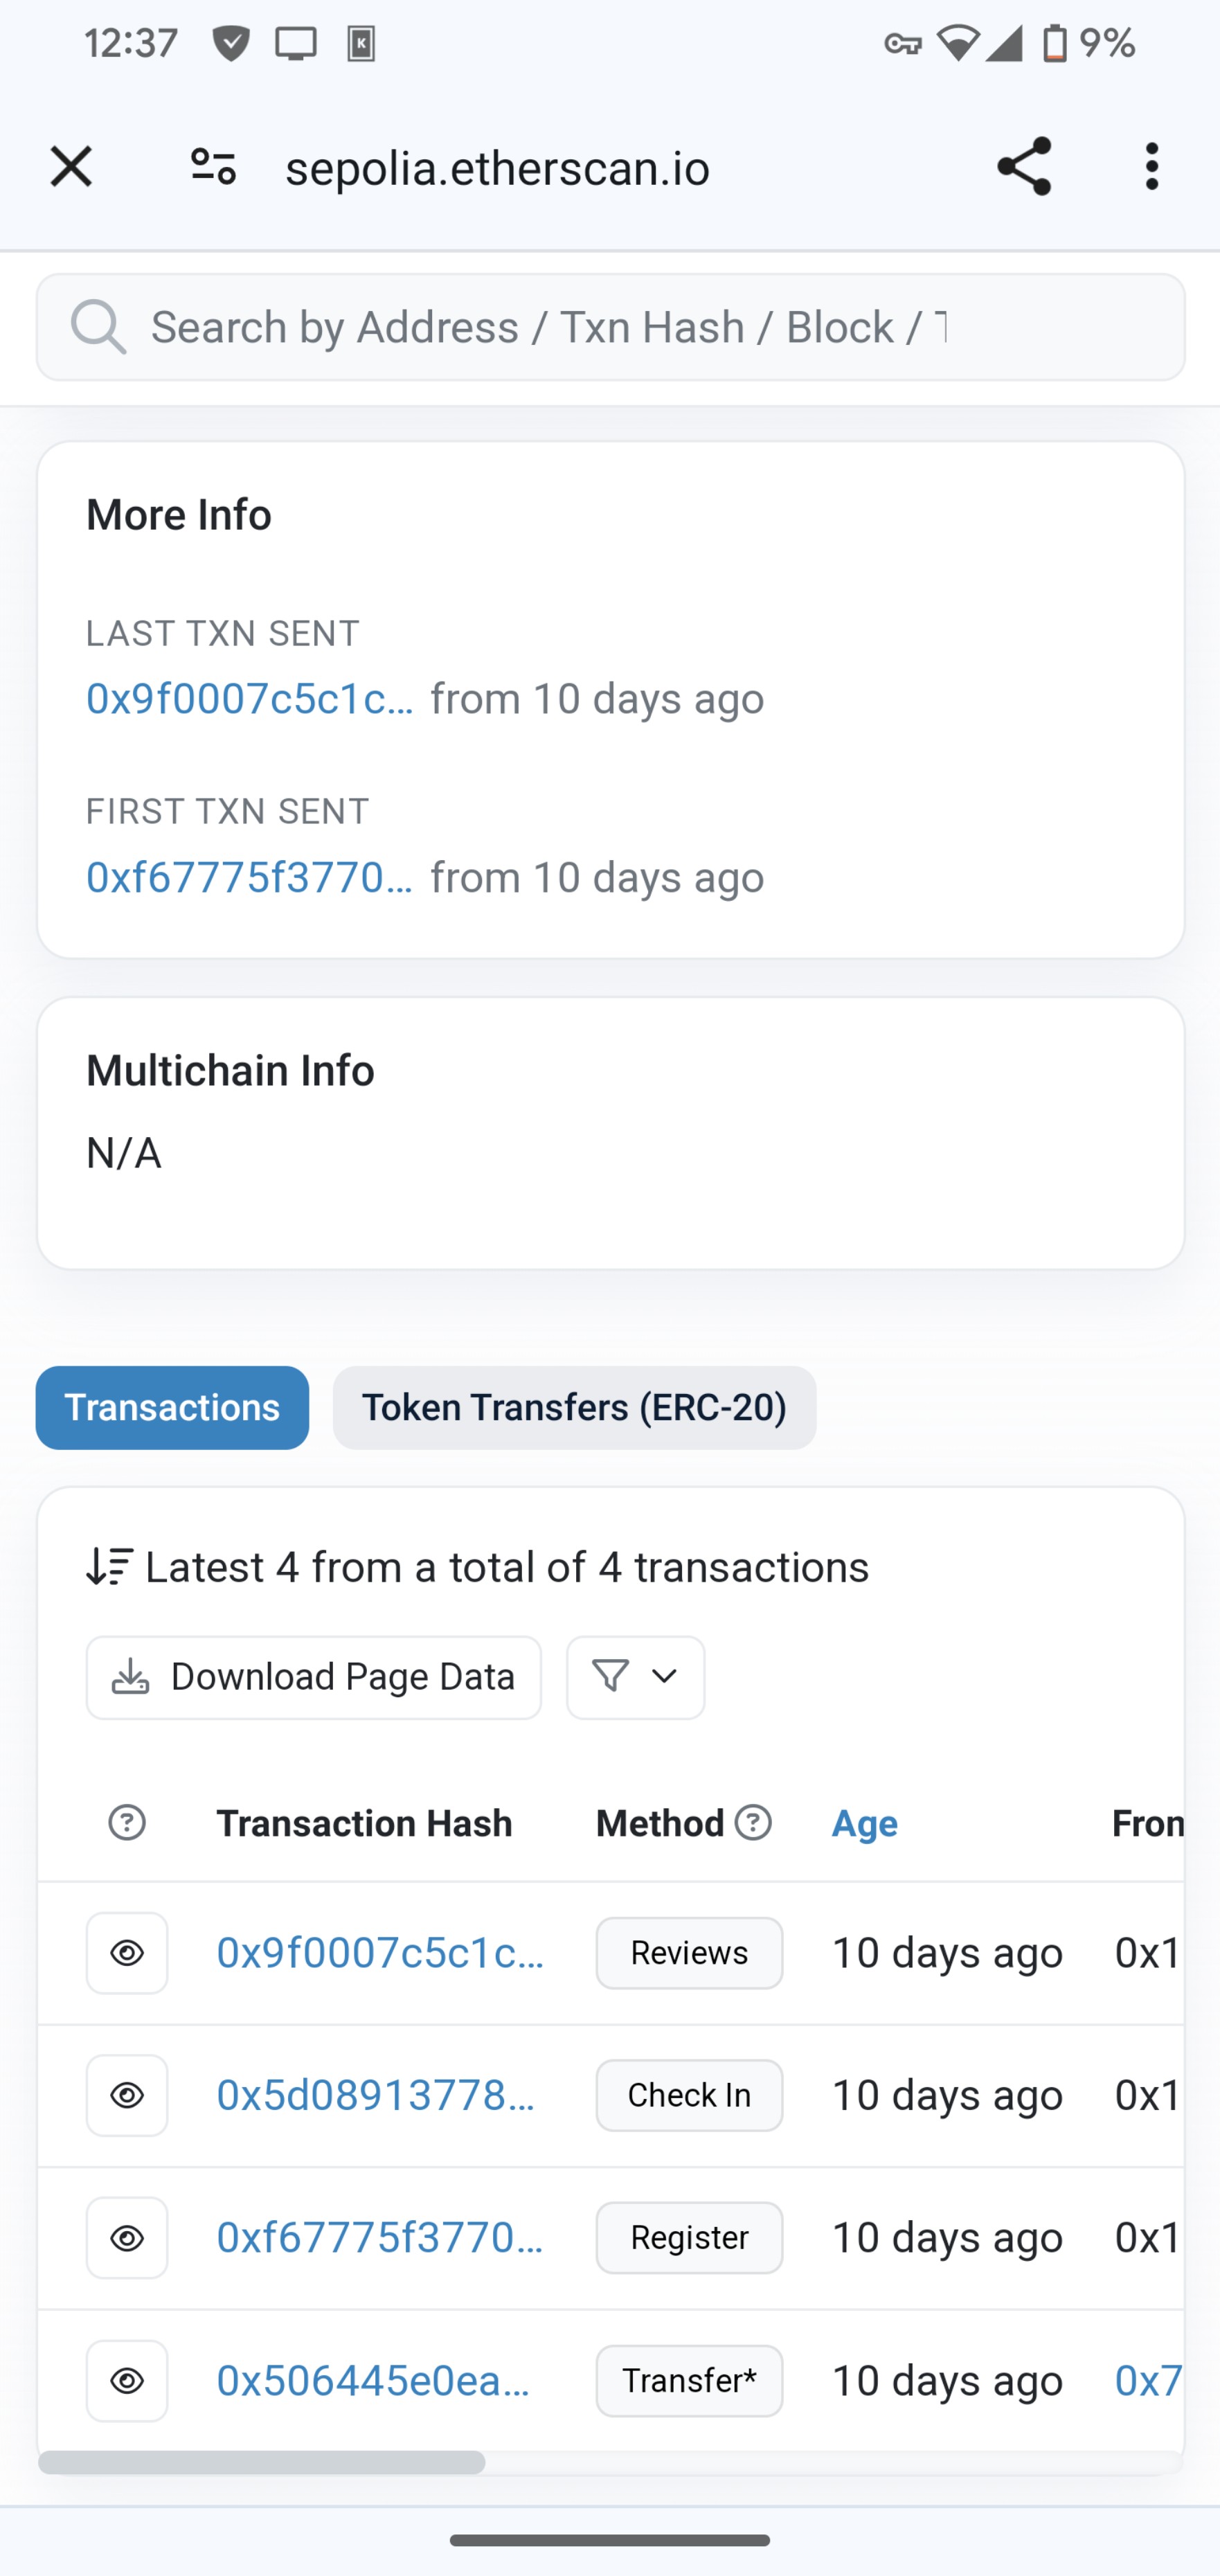 12:37
K
9%
sepolia.etherscan.io
Search by Address / Txn Hash / Block /
More Info
LAST TXN SENT
0x9f0007c5c1c... from 10 days ago
FIRST TXN SENT
0xf67775f3770... from 10 days ago
Multichain Info
N/A
Transactions Token Transfers (ERC-20)
Latest 4 from a total of 4 transactions
Download Page Data
? Transaction Hash Method ? Age Fron
0x9f0007c5c1c... Reviews 10 days ago 0x1
0x5d08913778... Check In 10 days ago 0x1
0xf67775f3770... Register 10 days ago 0x1
0x506445e0ea... Transfer* 10 days ago 0x7